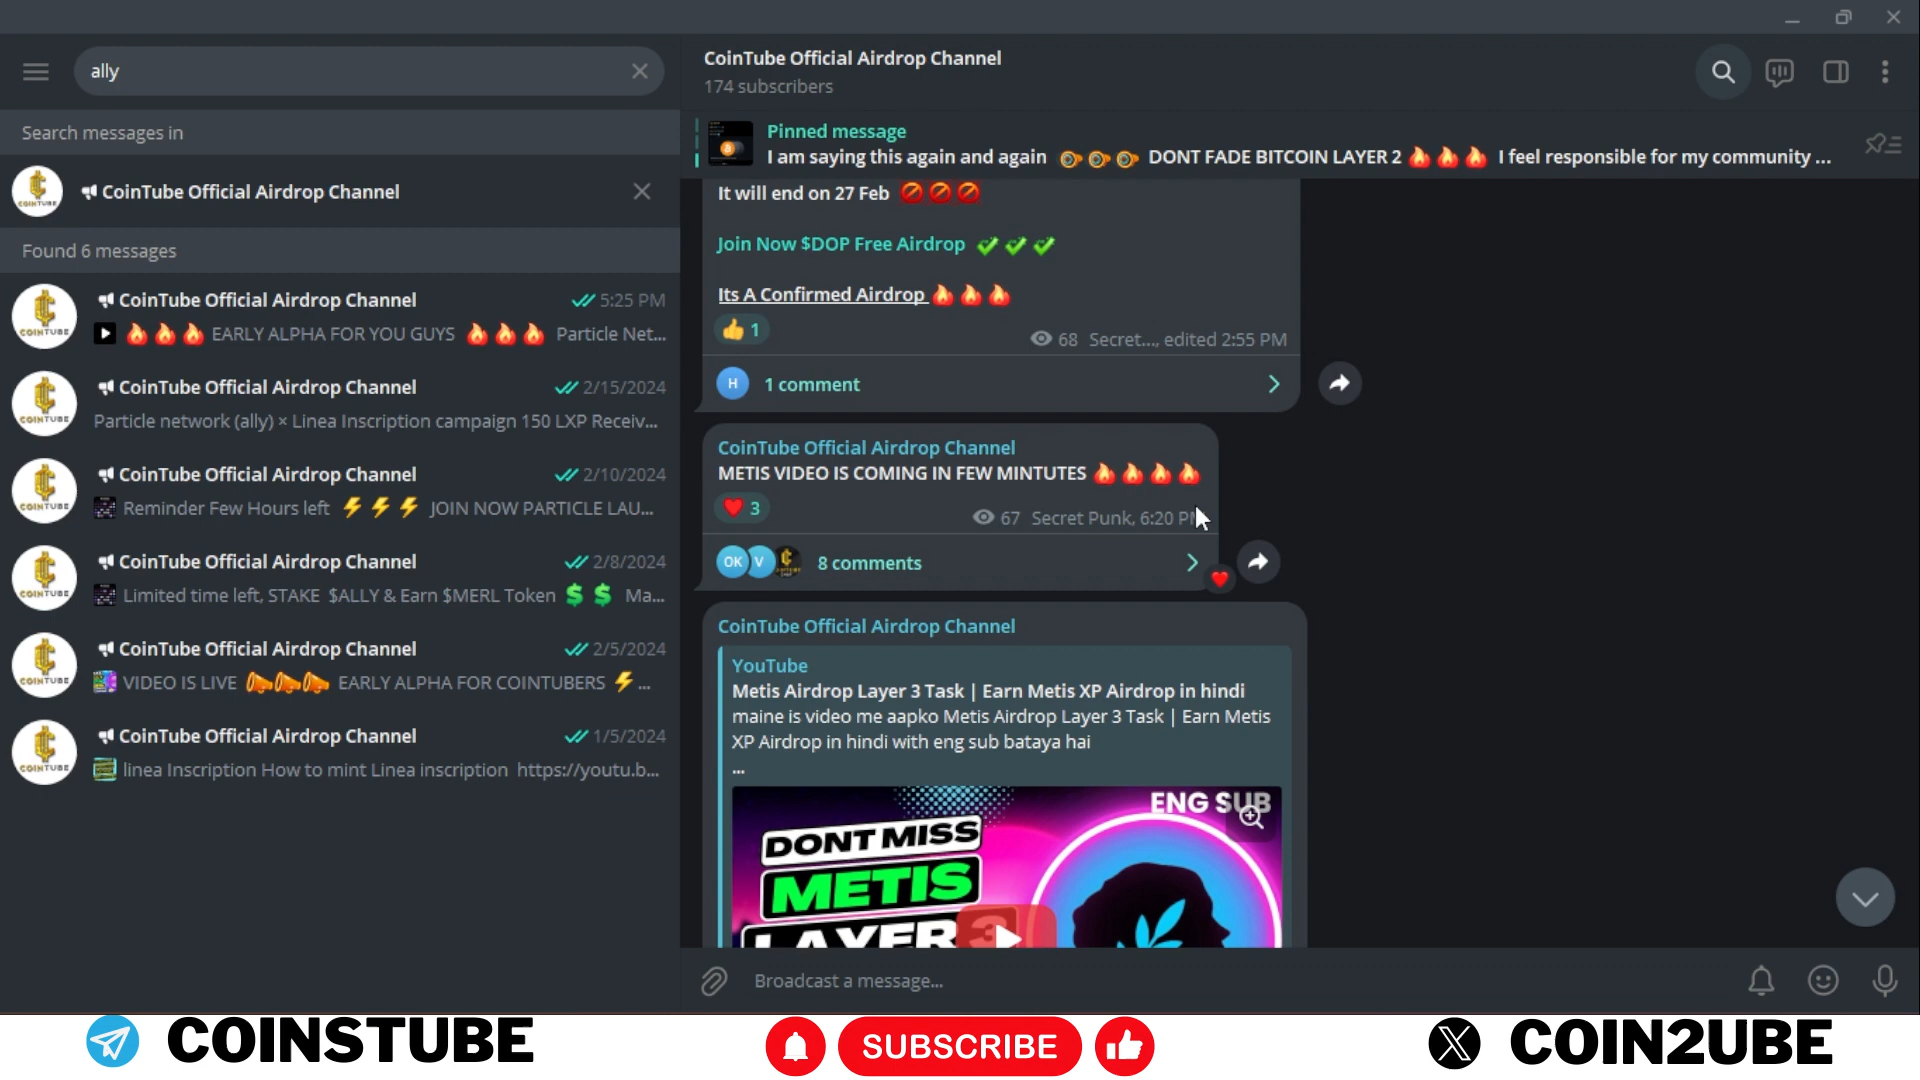 ally
Search messages in
CoinTube Official Airdrop Channel
Found 6 messages
CoinTube Official Airdrop Channel 5:25 PM
🔥🔥🔥 EARLY ALPHA FOR YOU GUYS 🔥🔥🔥 Particle Net...
CoinTube Official Airdrop Channel 2/15/2024
Particle network (ally) × Linea Inscription campaign 150 LXP Receiv...
CoinTube Official Airdrop Channel 2/10/2024
Reminder Few Hours left ⚡⚡⚡ JOIN NOW PARTICLE LAU...
CoinTube Official Airdrop Channel 2/8/2024
Limited time left, STAKE $ALLY & Earn $MERL Token 💲💲 Ma...
CoinTube Official Airdrop Channel 2/5/2024
VIDEO IS LIVE 📣📣📣 EARLY ALPHA FOR COINTUBERS ⚡...
CoinTube Official Airdrop Channel 1/5/2024
linea Inscription How to mint Linea inscription https://youtu.b...
CoinTube Official Airdrop Channel
174 subscribers
Pinned message
I am saying this again and again DONT FADE BITCOIN LAYER 2 🔥🔥🔥 I feel responsible for my community ...
It will end on 27 Feb 🚫🚫🚫
Join Now $DOP Free Airdrop ✅✅✅
Its A Confirmed Airdrop 🔥🔥🔥
👍 1
68 Secret..., edited 2:55 PM
H 1 comment
CoinTube Official Airdrop Channel
METIS VIDEO IS COMING IN FEW MINTUTES 🔥🔥🔥🔥
❤️ 3
67 Secret Punk, 6:20 PM
OK V 8 comments
CoinTube Official Airdrop Channel
YouTube
Metis Airdrop Layer 3 Task | Earn Metis XP Airdrop in hindi
maine is video me aapko Metis Airdrop Layer 3 Task | Earn Metis
XP Airdrop in hindi with eng sub bataya hai
...
ENG SUB
DONT MISS
METIS
LAYER 3
Broadcast a message...
COINSTUBE
SUBSCRIBE
COIN2UBE